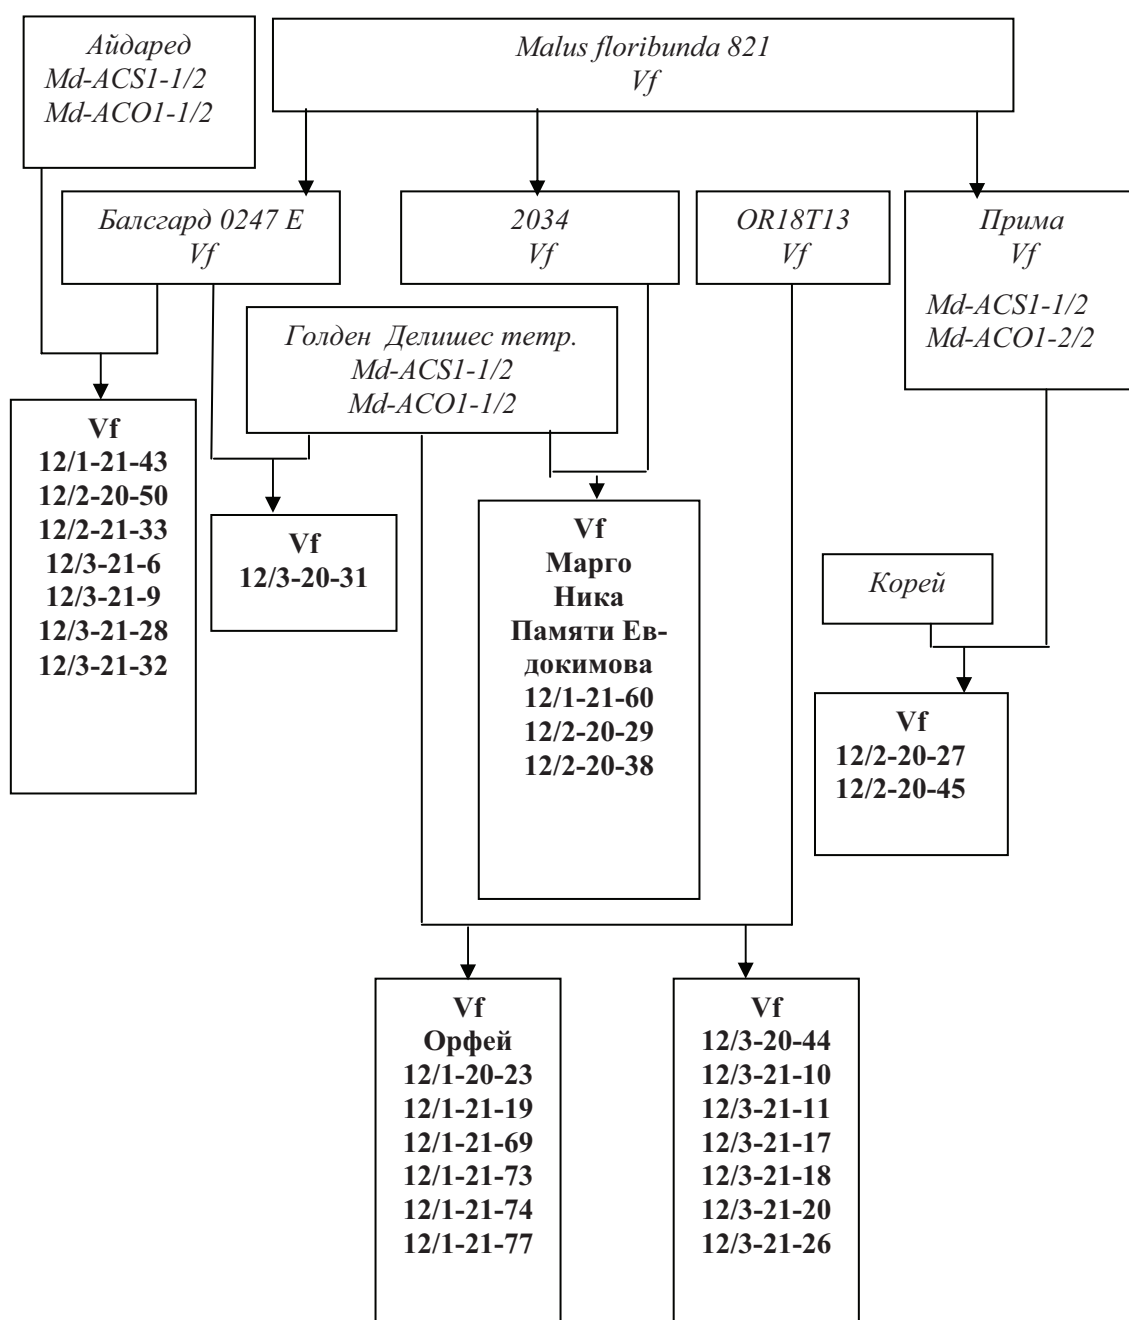 Айдаред
Md-ACS1-1/2
Md-ACO1-1/2
Malus floribunda 821
Vf
Балсгард 0247 Е
Vf
2034
Vf
OR18T13
Vf
Прима
Vf
Md-ACS1-1/2
Md-ACO1-2/2
Голден Делишес тетр.
Md-ACS1-1/2
Md-ACO1-1/2
Vf
12/1-21-43
12/2-20-50
12/2-21-33
12/3-21-6
12/3-21-9
12/3-21-28
12/3-21-32
Vf
12/3-20-31
Vf
Марго
Ника
Памяти Ев-
докимова
12/1-21-60
12/2-20-29
12/2-20-38
Корей
Vf
12/2-20-27
12/2-20-45
Vf
Орфей
12/1-20-23
12/1-21-19
12/1-21-69
12/1-21-73
12/1-21-74
12/1-21-77
Vf
12/3-20-44
12/3-21-10
12/3-21-11
12/3-21-17
12/3-21-18
12/3-21-20
12/3-21-26